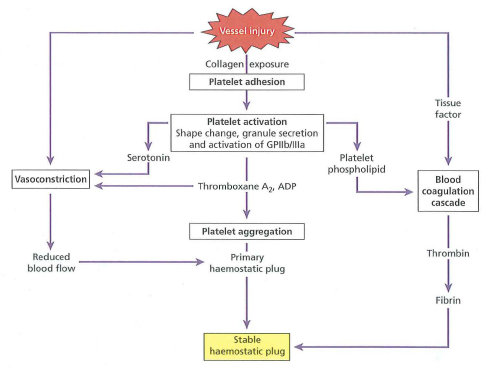 Vessel injury
Collagen exposure
Platelet adhesion
Tissue
factor
Platelet activation
Shape change, granule secretion
and activation of GPIIb/IIIa
Serotonin
Platelet
phospholipid
Vasoconstriction
Thromboxane A₂, ADP
Blood
coagulation
cascade
Platelet aggregation
Reduced
blood flow
Primary
haemostatic plug
Thrombin
Fibrin
Stable
haemostatic plug